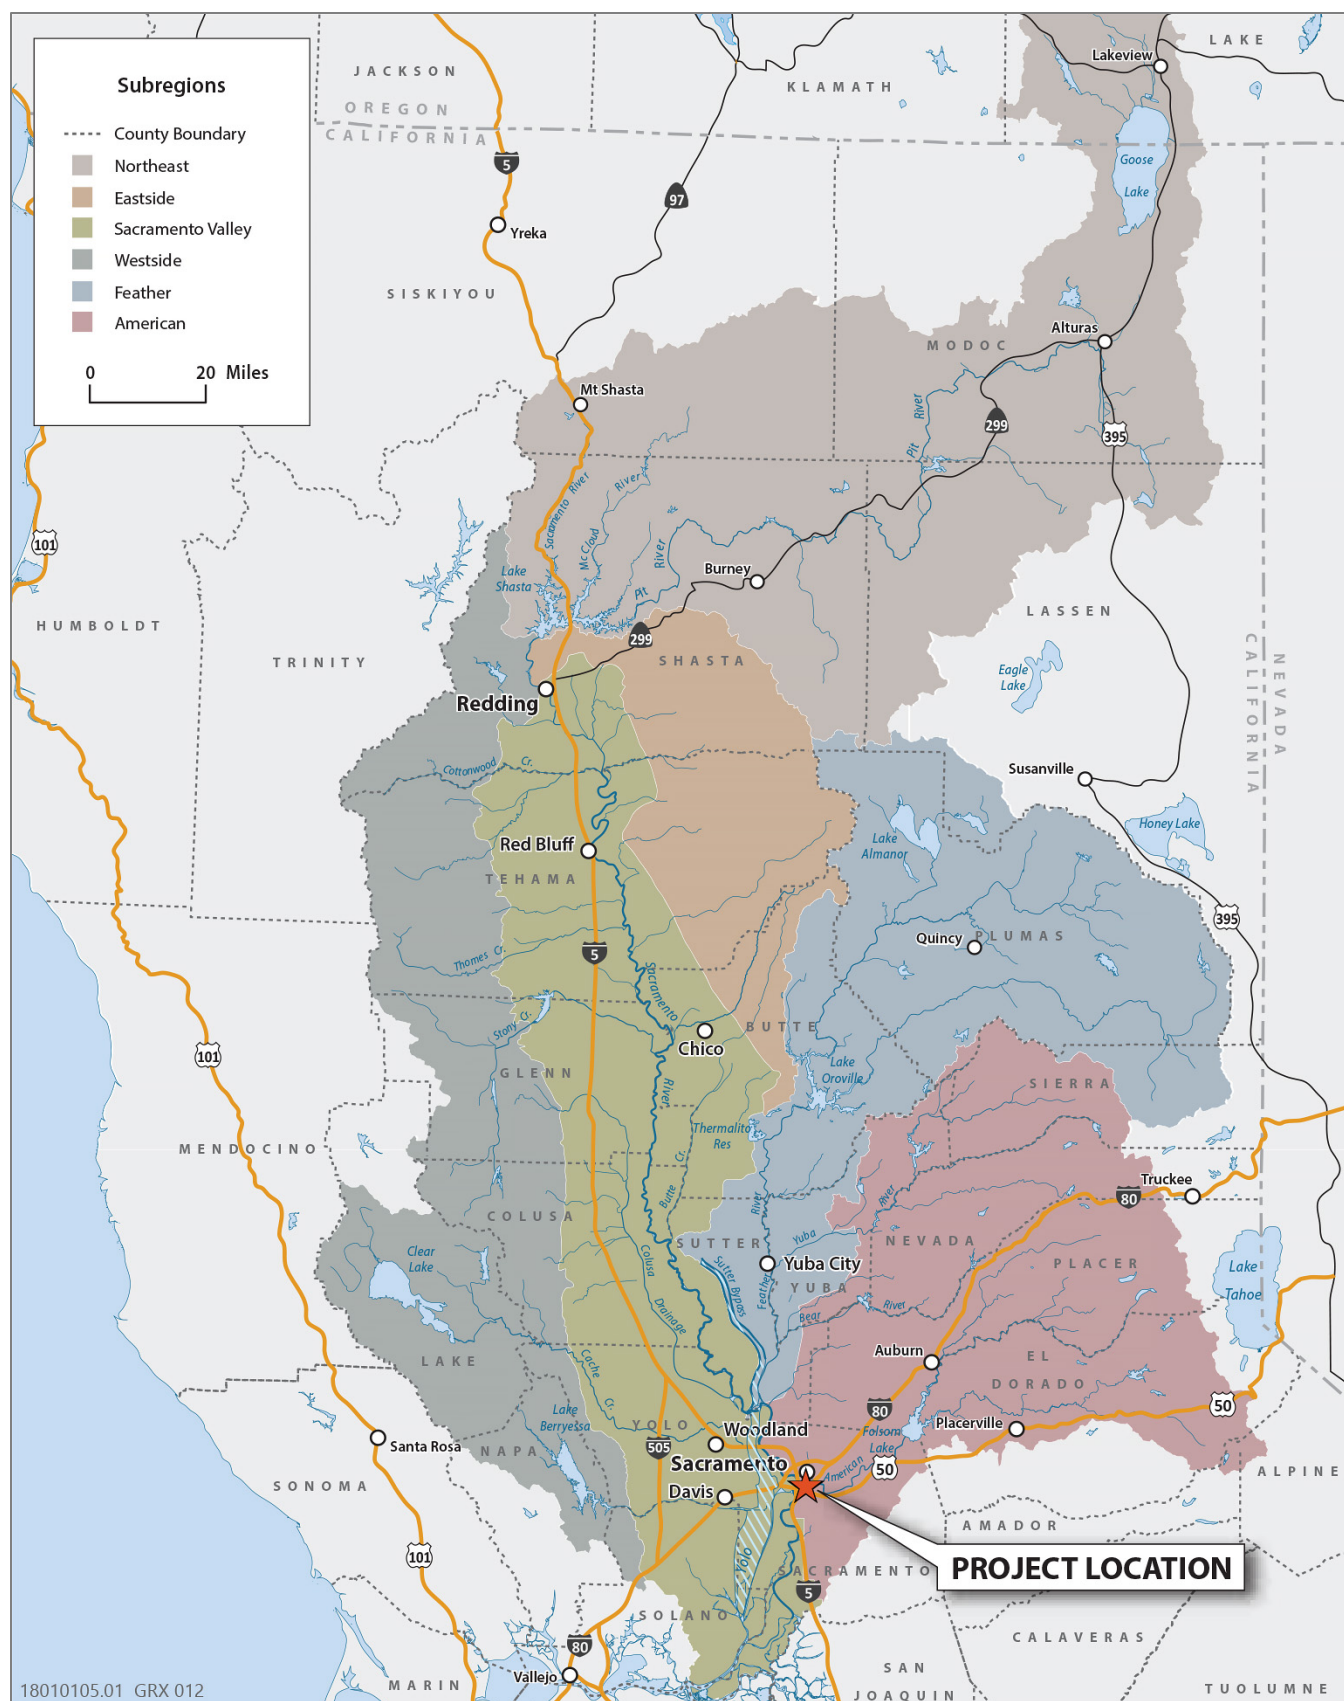 Subregions
County Boundary
Northeast
Eastside
Sacramento Valley
Westside
Feather
American
0 20 Miles
JACKSON
OREGON
CALIFORNIA
KLAMATH
Lakeview
LAKE
Goose
Lake
5
97
Yreka
SISKIYOU
Alturas
MODOC
Mt Shasta
Pit River
299
395
101
Sacramento River
McCloud River
Pit River
Lake
Shasta
Burney
299
HUMBOLDT
TRINITY
SHASTA
LASSEN
Eagle
Lake
CALIFORNIA
NEVADA
Redding
Cottonwood Cr.
Susanville
Honey Lake
Red Bluff
TEHAMA
Lake
Almanor
395
Quincy
PLUMAS
5
Thomes Cr.
Sacramento River
Stony Cr.
Chico
BUTTE
101
GLENN
Lake
Oroville
SIERRA
Thermalito
Res
MENDOCINO
Butte Cr.
Truckee
80
COLUSA
Colusa Drainage
SUTTER
Feather River
Yuba River
NEVADA
Clear
Lake
Sutter Bypass
Yuba City
YUBA
PLACER
Lake
Tahoe
Bear River
Auburn
EL
DORADO
LAKE
Cache Cr.
Lake
Berryessa
YOLO
Woodland
80
Folsom
Lake
Placerville
50
Santa Rosa
NAPA
505
Sacramento
American
50
ALPINE
SONOMA
Davis
AMADOR
101
Yolo
SACRAMENTO
PROJECT LOCATION
5
SOLANO
80
CALAVERAS
Vallejo
MARIN
SAN
JOAQUIN
TUOLUMNE
18010105.01 GRX 012